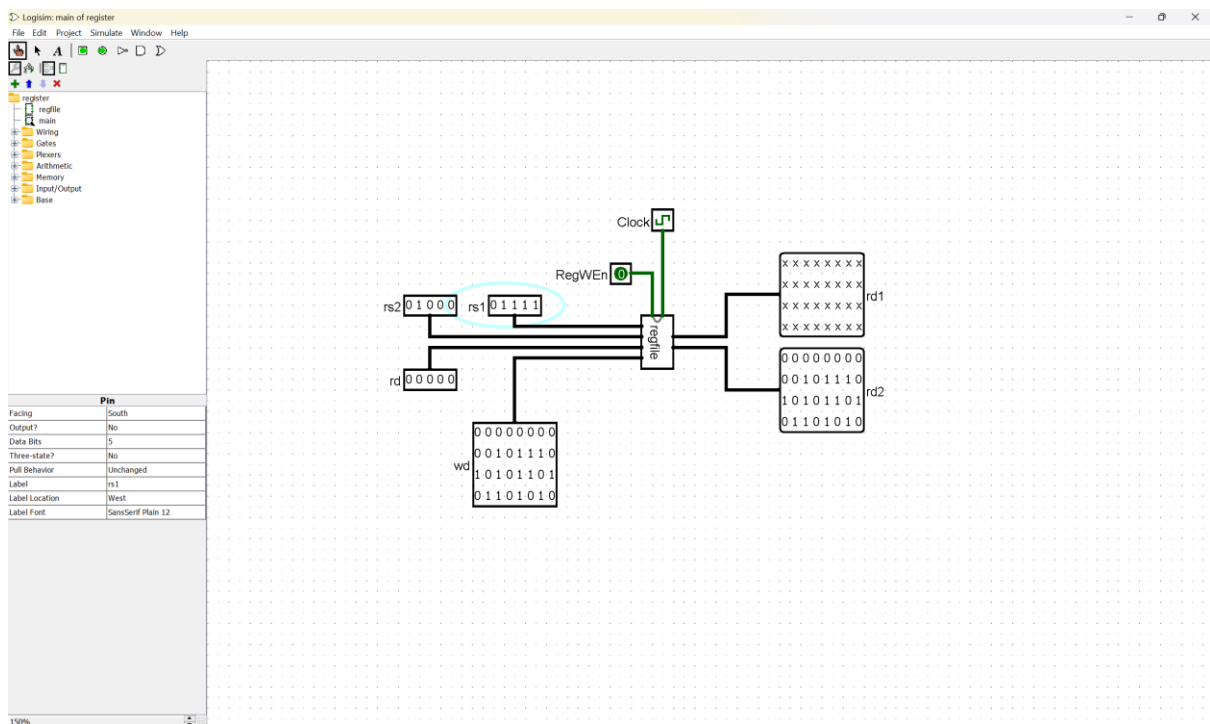 Logisim: main of register
File Edit Project Simulate Window Help
A
register
regfile
main
Wiring
Gates
Plexers
Arithmetic
Memory
Input/Output
Base
Pin
Facing South
Output? No
Data Bits 5
Three-state? No
Pull Behavior Unchanged
Label rs1
Label Location West
Label Font SansSerif Plain 12
150%
Clock
RegWEn 0
rs2 0 1 0 0 0
rs1 0 1 1 1 1
rd 0 0 0 0 0
regfile
wd
0 0 0 0 0 0 0 0
0 0 1 0 1 1 1 0
1 0 1 0 1 1 0 1
0 1 1 0 1 0 1 0
x x x x x x x x
x x x x x x x x
x x x x x x x x
x x x x x x x x
rd1
0 0 0 0 0 0 0 0
0 0 1 0 1 1 1 0
1 0 1 0 1 1 0 1
0 1 1 0 1 0 1 0
rd2